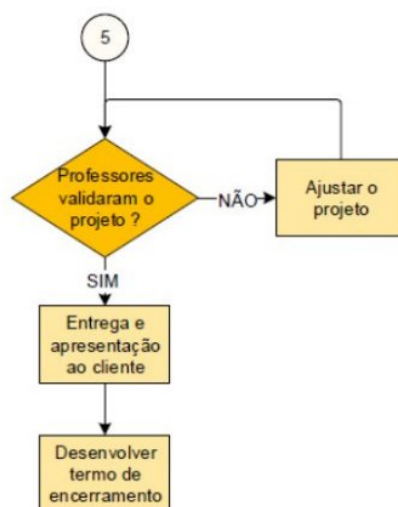 5
Professores
validaram o
projeto ?
NÃO
Ajustar o
projeto
SIM
Entrega e
apresentação
ao cliente
Desenvolver
termo de
encerramento